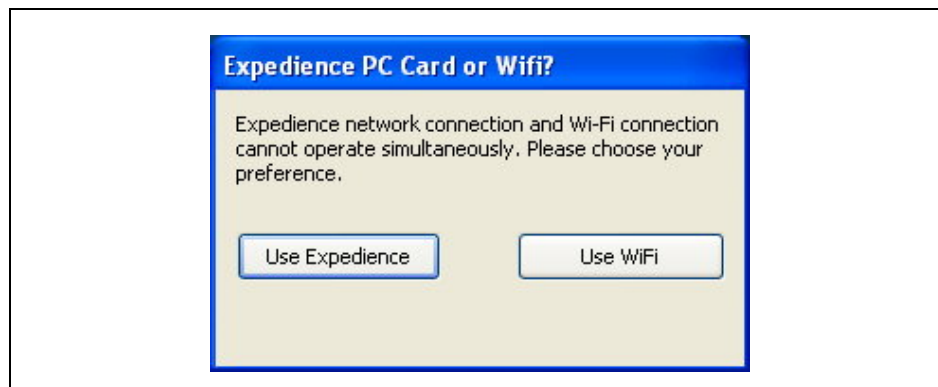 Expedience PC Card or Wifi?
Expedience network connection and Wi-Fi connection
cannot operate simultaneously. Please choose your
preference.
Use Expedience
Use WiFi